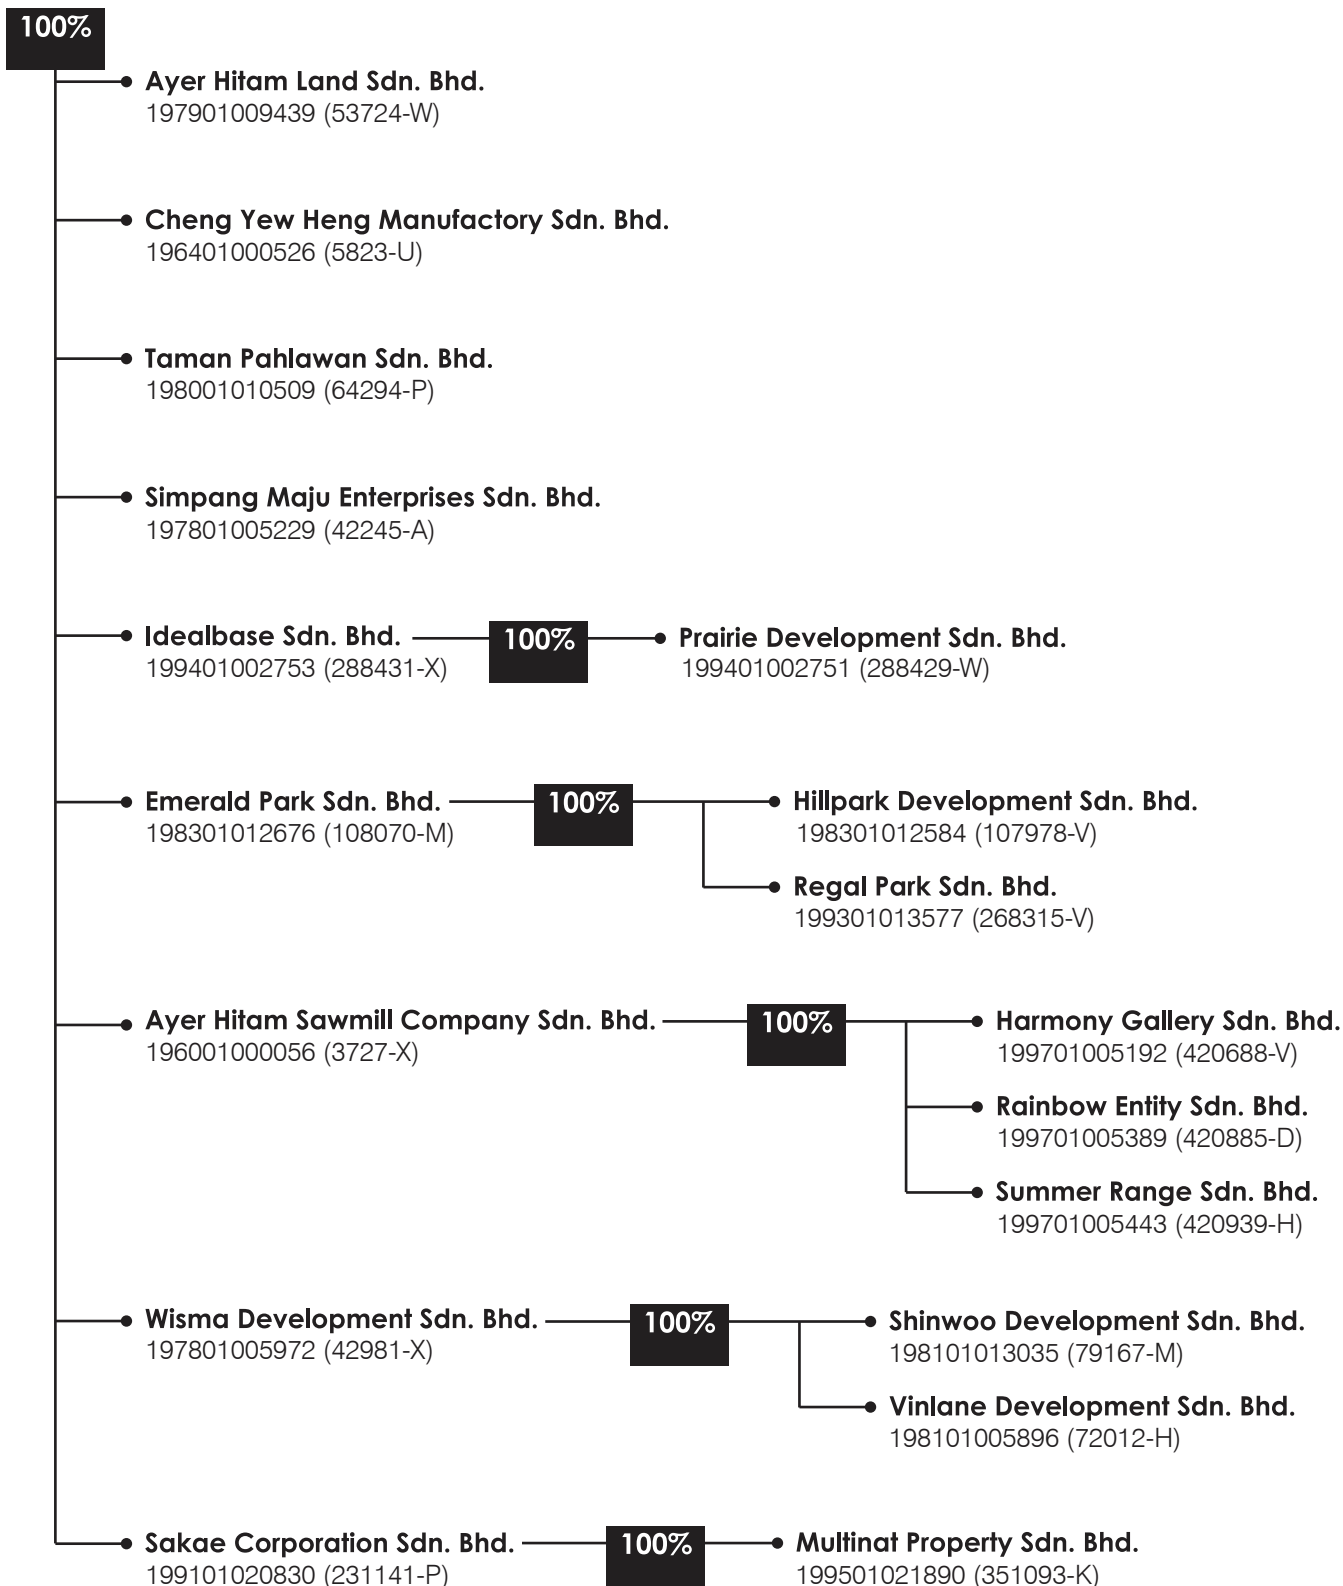 100%
Ayer Hitam Land Sdn. Bhd.
197901009439 (53724-W)
Cheng Yew Heng Manufactory Sdn. Bhd.
196401000526 (5823-U)
Taman Pahlawan Sdn. Bhd.
198001010509 (64294-P)
Simpang Maju Enterprises Sdn. Bhd.
197801005229 (42245-A)
Idealbase Sdn. Bhd.
199401002753 (288431-X)
100%
Prairie Development Sdn. Bhd.
199401002751 (288429-W)
Emerald Park Sdn. Bhd.
198301012676 (108070-M)
100%
Hillpark Development Sdn. Bhd.
198301012584 (107978-V)
Regal Park Sdn. Bhd.
199301013577 (268315-V)
Ayer Hitam Sawmill Company Sdn. Bhd.
196001000056 (3727-X)
100%
Harmony Gallery Sdn. Bhd.
199701005192 (420688-V)
Rainbow Entity Sdn. Bhd.
199701005389 (420885-D)
Summer Range Sdn. Bhd.
199701005443 (420939-H)
Wisma Development Sdn. Bhd.
197801005972 (42981-X)
100%
Shinwoo Development Sdn. Bhd.
198101013035 (79167-M)
Vinlane Development Sdn. Bhd.
198101005896 (72012-H)
Sakae Corporation Sdn. Bhd.
199101020830 (231141-P)
100%
Multinat Property Sdn. Bhd.
199501021890 (351093-K)